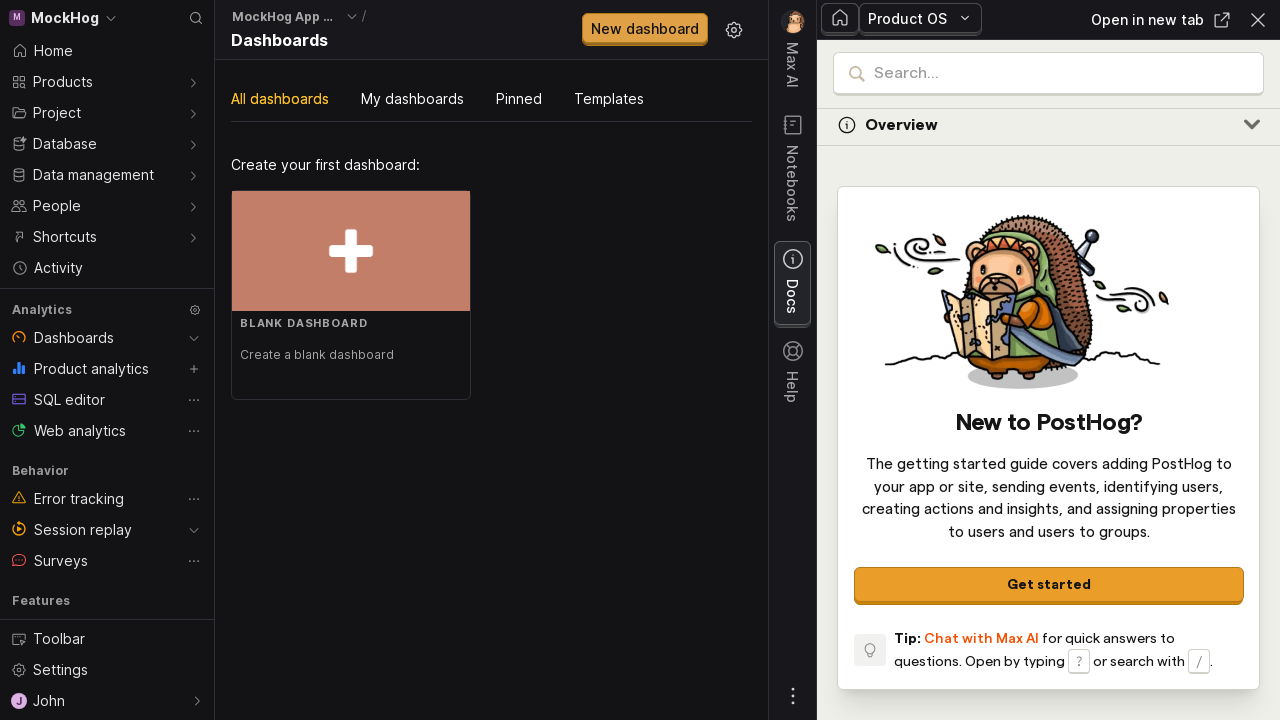 M MockHog
Home
Products
Project
Database
Data management
People
Shortcuts
Activity
Analytics
Dashboards
Product analytics
SQL editor
Web analytics
Behavior
Error tracking
Session replay
Surveys
Features
Toolbar
Settings
J John
MockHog App ... /
Dashboards
New dashboard
All dashboards My dashboards Pinned Templates
Create your first dashboard:
BLANK DASHBOARD
Create a blank dashboard
Max AI
Notebooks
Docs
Help
Product OS
Open in new tab
Search...
Overview
New to PostHog?
The getting started guide covers adding PostHog to
your app or site, sending events, identifying users,
creating actions and insights, and assigning properties
to users and users to groups.
Get started
Tip: Chat with Max AI for quick answers to
questions. Open by typing ? or search with /.